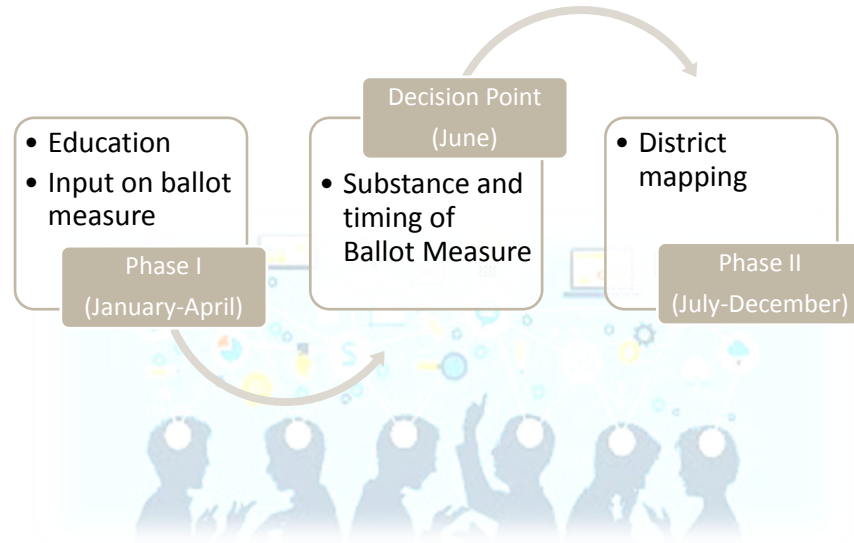 • Education
• Input on ballot
measure
Phase I
(January-April)
Decision Point
(June)
• Substance and
timing of
Ballot Measure
• District
mapping
Phase II
(July-December)